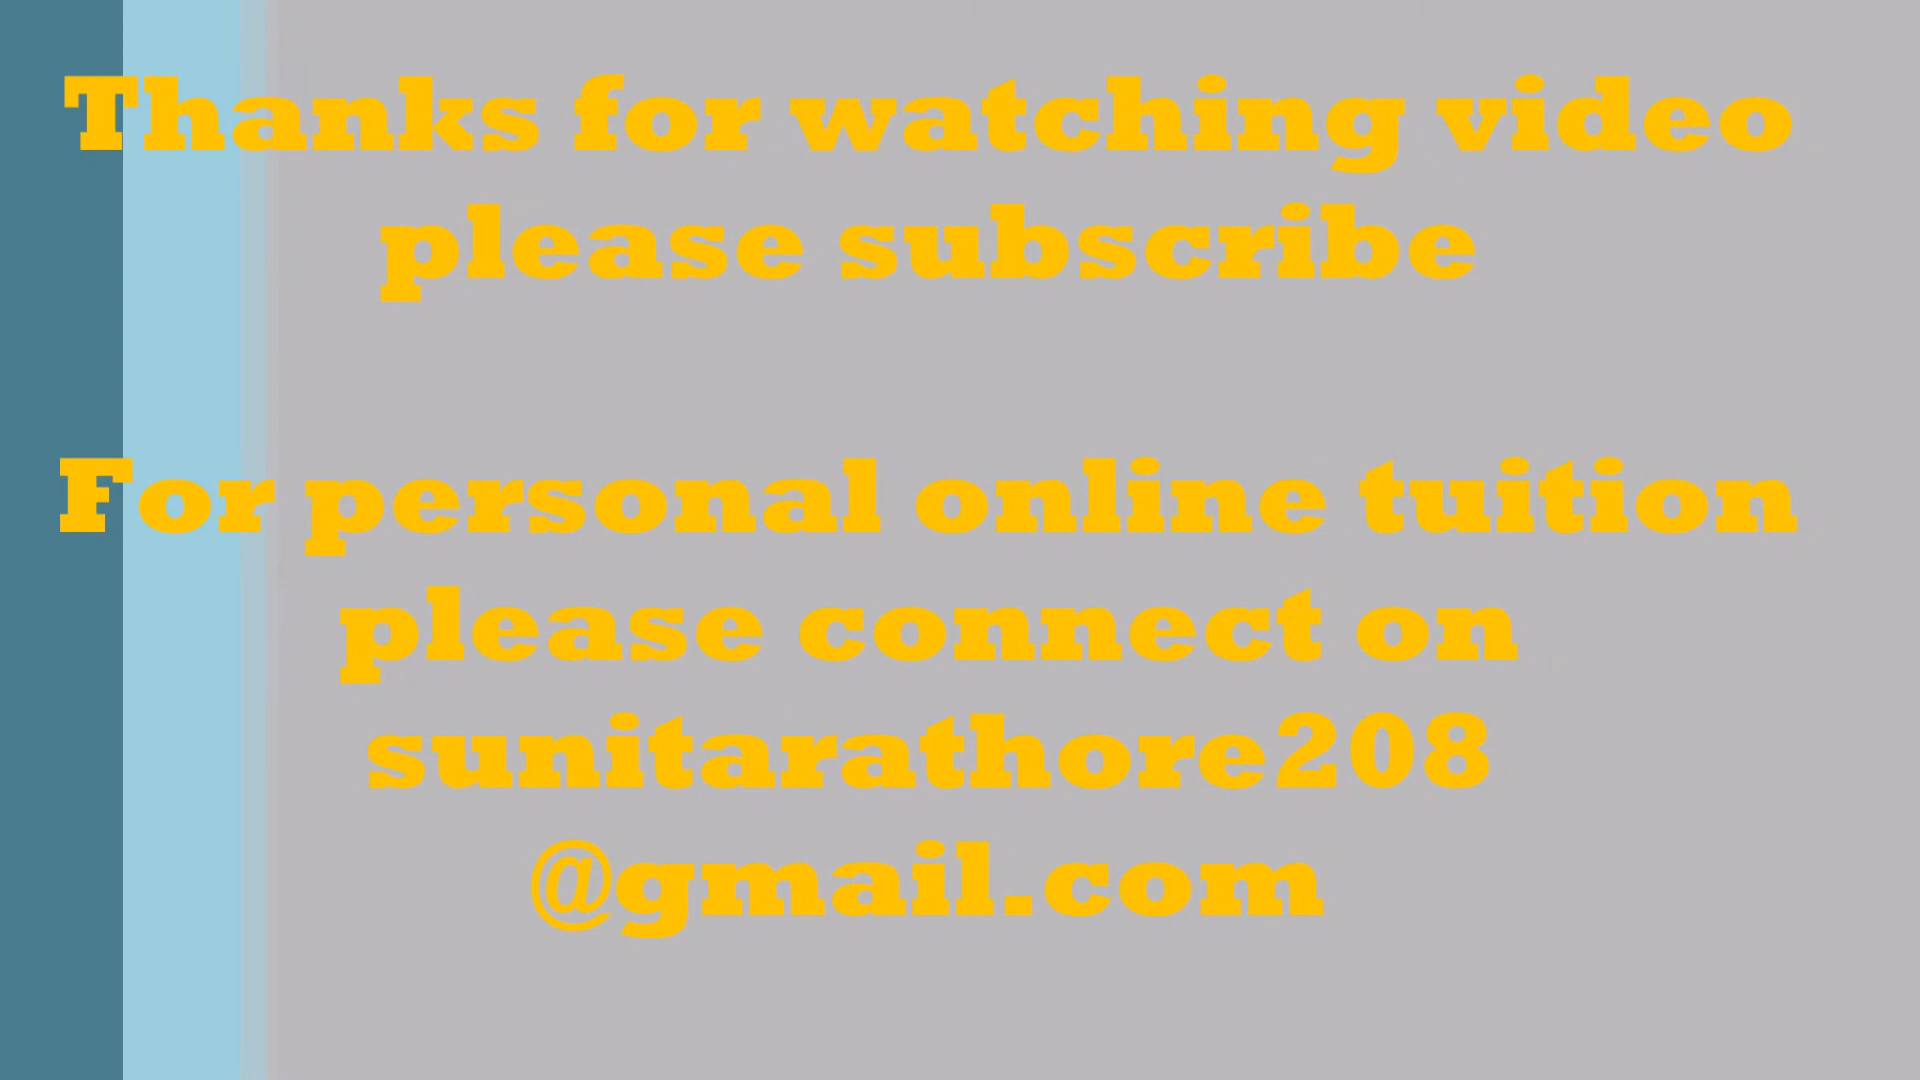 Thanks for watching video
please subscribe
For personal online tuition
please connect on
sunitarathore208
@gmail.com